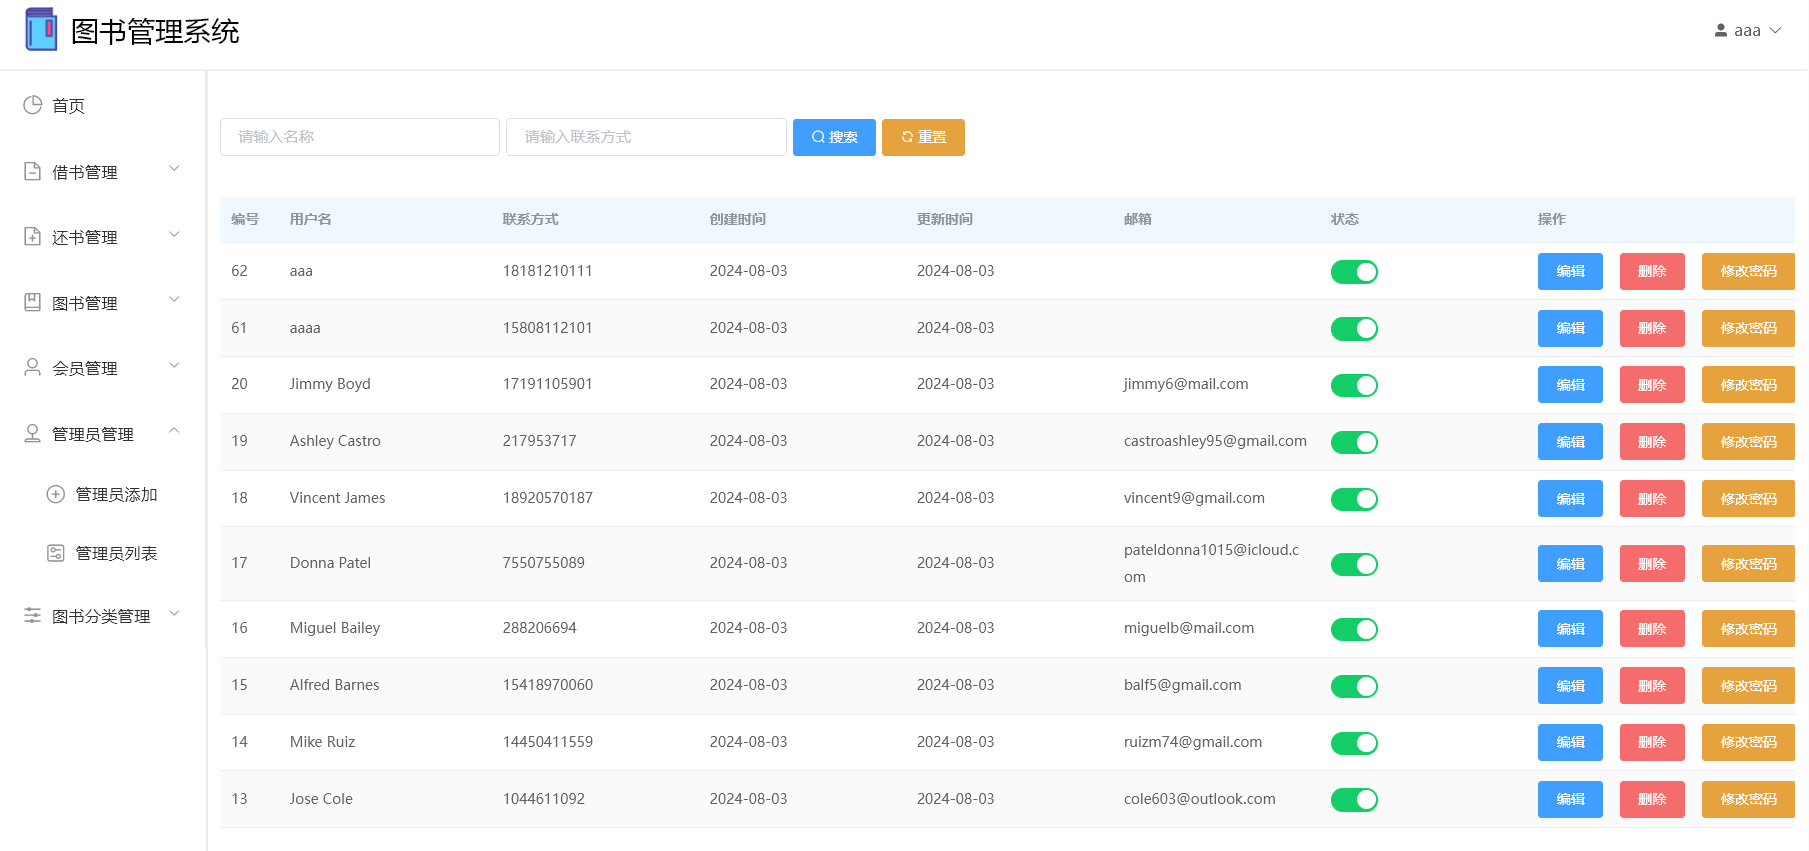 图书管理系统
aaa
首页
借书管理
还书管理
图书管理
会员管理
管理员管理
管理员添加
管理员列表
图书分类管理
请输入名称 请输入联系方式 搜索 重置
编号 用户名 联系方式 创建时间 更新时间 邮箱 状态 操作
62 aaa 18181210111 2024-08-03 2024-08-03 编辑 删除 修改密码
61 aaaa 15808112101 2024-08-03 2024-08-03 编辑 删除 修改密码
20 Jimmy Boyd 17191105901 2024-08-03 2024-08-03 jimmy6@mail.com 编辑 删除 修改密码
19 Ashley Castro 217953717 2024-08-03 2024-08-03 castroashley95@gmail.com 编辑 删除 修改密码
18 Vincent James 18920570187 2024-08-03 2024-08-03 vincent9@gmail.com 编辑 删除 修改密码
17 Donna Patel 7550755089 2024-08-03 2024-08-03 pateldonna1015@icloud.c
om 编辑 删除 修改密码
16 Miguel Bailey 288206694 2024-08-03 2024-08-03 miguelb@mail.com 编辑 删除 修改密码
15 Alfred Barnes 15418970060 2024-08-03 2024-08-03 balf5@gmail.com 编辑 删除 修改密码
14 Mike Ruiz 14450411559 2024-08-03 2024-08-03 ruizm74@gmail.com 编辑 删除 修改密码
13 Jose Cole 1044611092 2024-08-03 2024-08-03 cole603@outlook.com 编辑 删除 修改密码